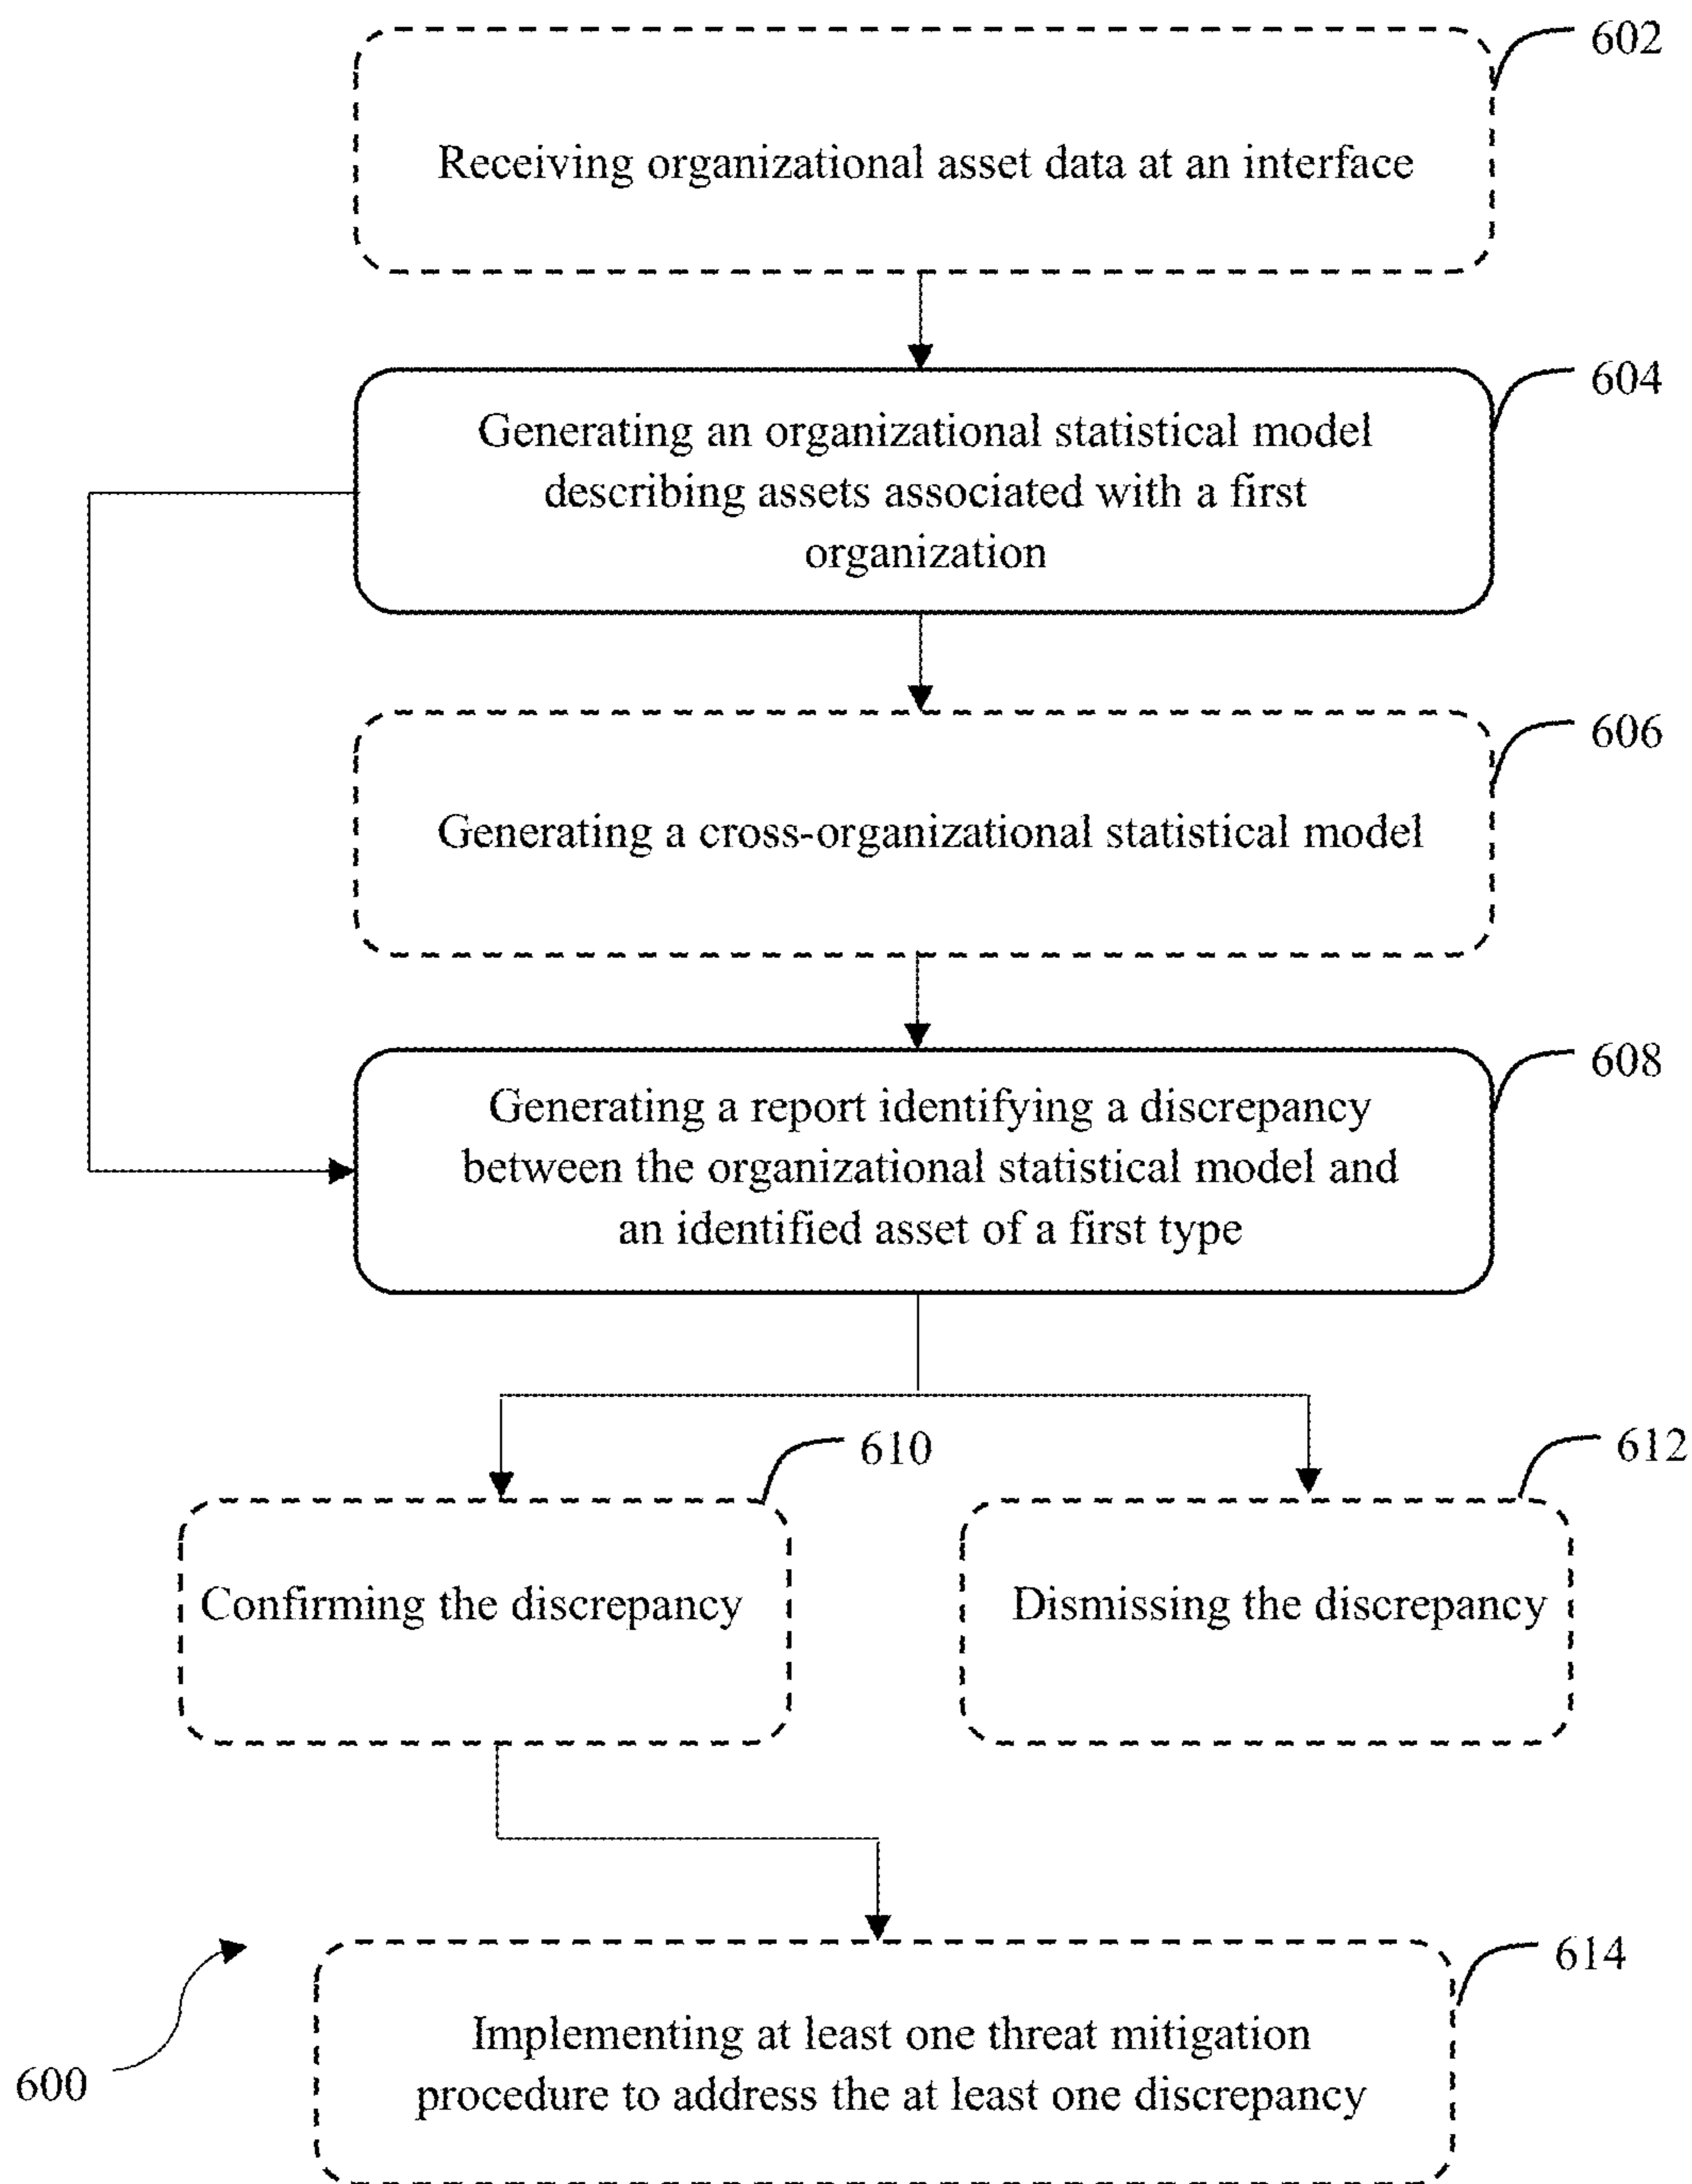 602
Receiving organizational asset data at an interface
604
Generating an organizational statistical model
describing assets associated with a first
organization
606
Generating a cross-organizational statistical model
608
Generating a report identifying a discrepancy
between the organizational statistical model and
an identified asset of a first type
610
612
Confirming the discrepancy
Dismissing the discrepancy
614
Implementing at least one threat mitigation
procedure to address the at least one discrepancy
600